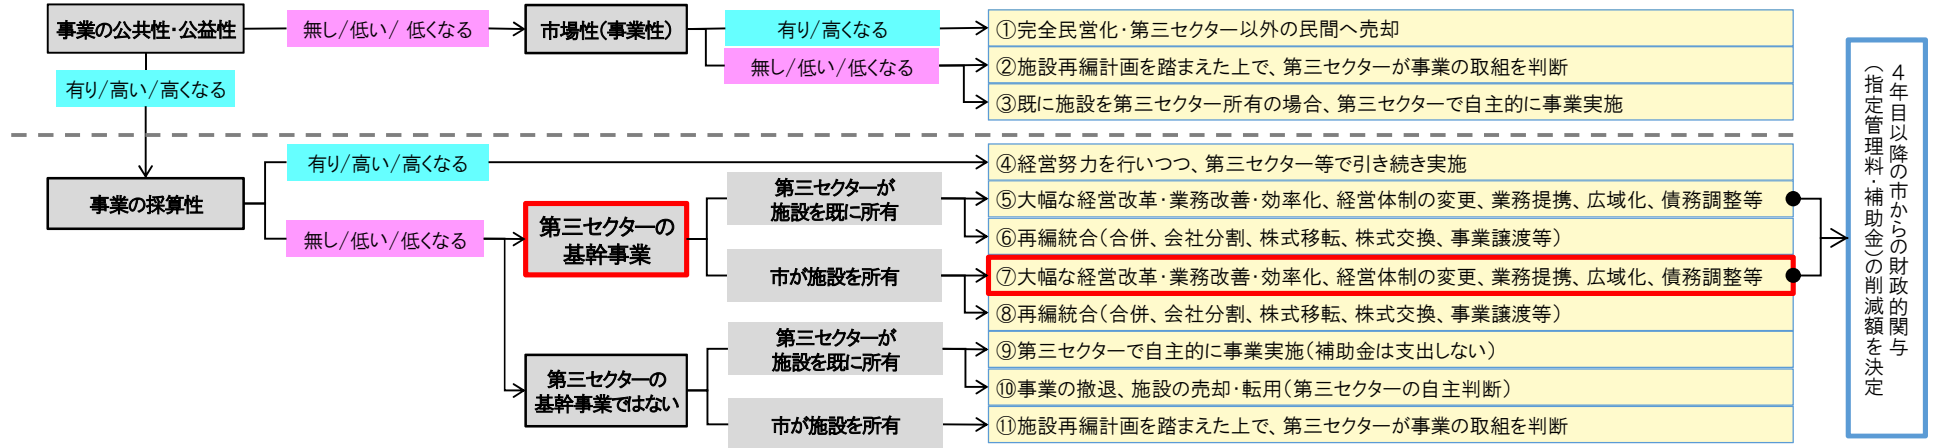 事業の公共性・公益性
無し/低い/ 低くなる
市場性(事業性)
有り/高くなる
①完全民営化・第三セクター以外の民間へ売却
無し/低い/低くなる
②施設再編計画を踏まえた上で、第三セクターが事業の取組を判断
有り/高い/高くなる
③既に施設を第三セクター所有の場合、第三セクターで自主的に事業実施
有り/高い/高くなる
④経営努力を行いつつ、第三セクター等で引き続き実施
事業の採算性
無し/低い/低くなる
第三セクターの
基幹事業
第三セクターが
施設を既に所有
⑤大幅な経営改革・業務改善・効率化、経営体制の変更、業務提携、広域化、債務調整等
⑥再編統合(合併、会社分割、株式移転、株式交換、事業譲渡等)
市が施設を所有
⑦大幅な経営改革・業務改善・効率化、経営体制の変更、業務提携、広域化、債務調整等
⑧再編統合(合併、会社分割、株式移転、株式交換、事業譲渡等)
第三セクターの
基幹事業ではない
第三セクターが
施設を既に所有
⑨第三セクターで自主的に事業実施(補助金は支出しない)
⑩事業の撤退、施設の売却・転用(第三セクターの自主判断)
市が施設を所有
⑪施設再編計画を踏まえた上で、第三セクターが事業の取組を判断
4年目以降の市からの財政的関与
(指定管理料・補助金)の削減額を決定